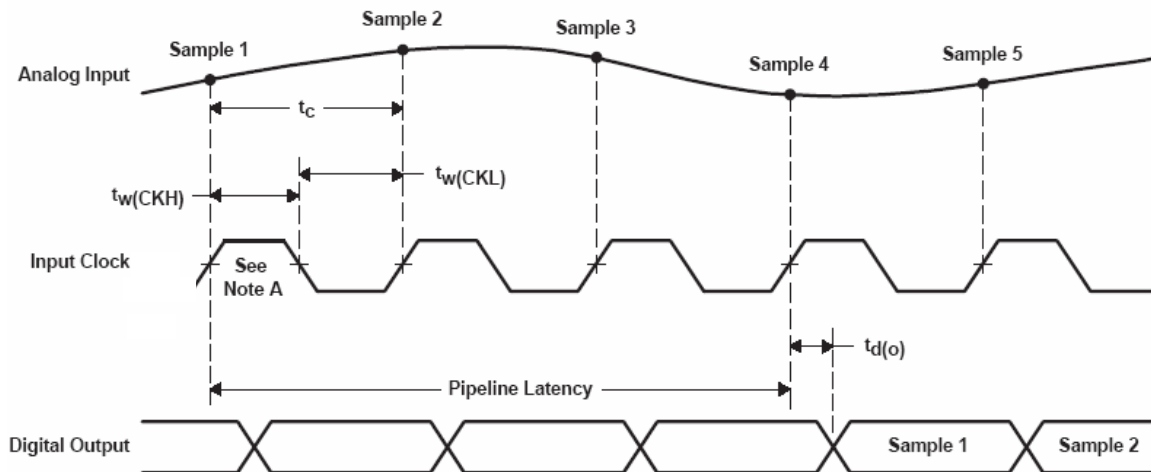 Sample 1
Sample 2
Sample 3
Sample 4
Sample 5
Analog Input
tc
tw(CKH)
tw(CKL)
Input Clock
See
Note A
td(o)
Pipeline Latency
Digital Output
Sample 1
Sample 2